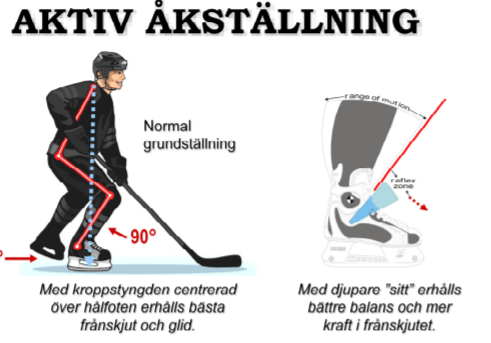 AKTIV ÅKSTÄLLNING
Normal
grundställning
range of motion
reflex
zone
90°
°
Med kroppstyngden centrerad
över hålfoten erhålls bästa
frånskjut och glid.
Med djupare "sitt" erhålls
bättre balans och mer
kraft i frånskjutet.